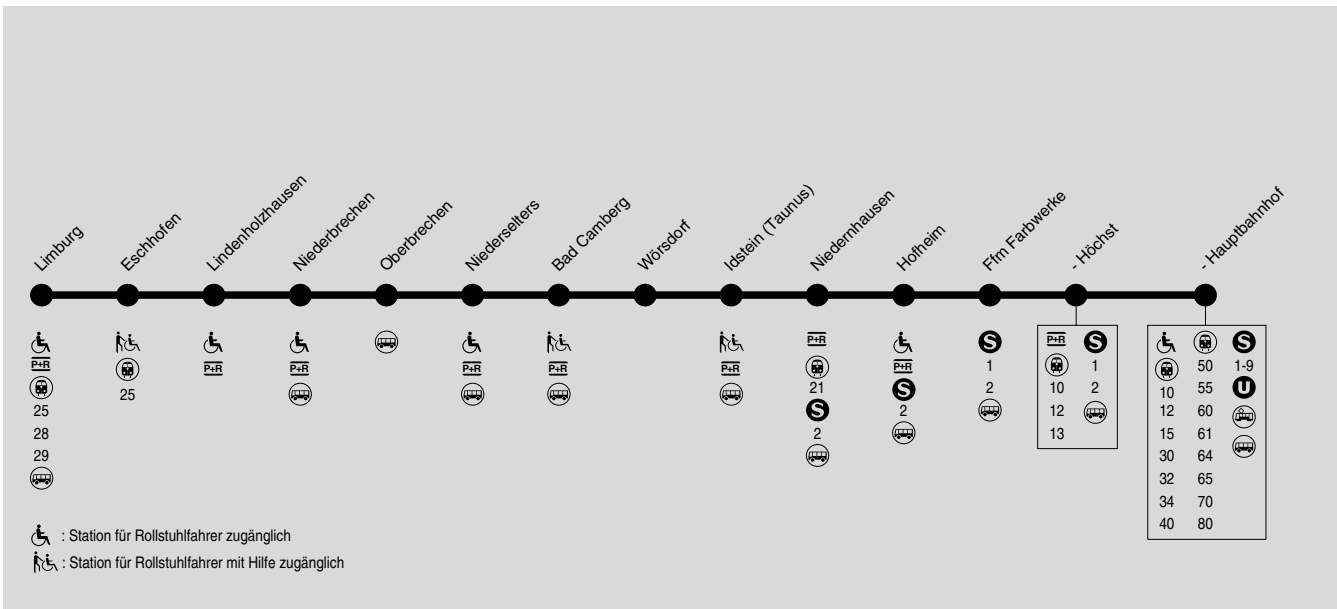 Limburg
Eschhofen
Lindenholzhausen
Niederbrechen
Oberbrechen
Niederselters
Bad Camberg
Wörsdorf
Idstein (Taunus)
Niedernhausen
Hofheim
Ffm Farbwerke
- Höchst
- Hauptbahnhof
P+R
25
28
29
25
P+R
P+R
P+R
P+R
P+R
P+R
21
S
2
P+R
S
2
S
1
2
P+R
10
12
13
S
1
2
10
12
15
30
32
34
40
50
55
60
61
64
65
70
80
S
1-9
U
: Station für Rollstuhlfahrer zugänglich
: Station für Rollstuhlfahrer mit Hilfe zugänglich